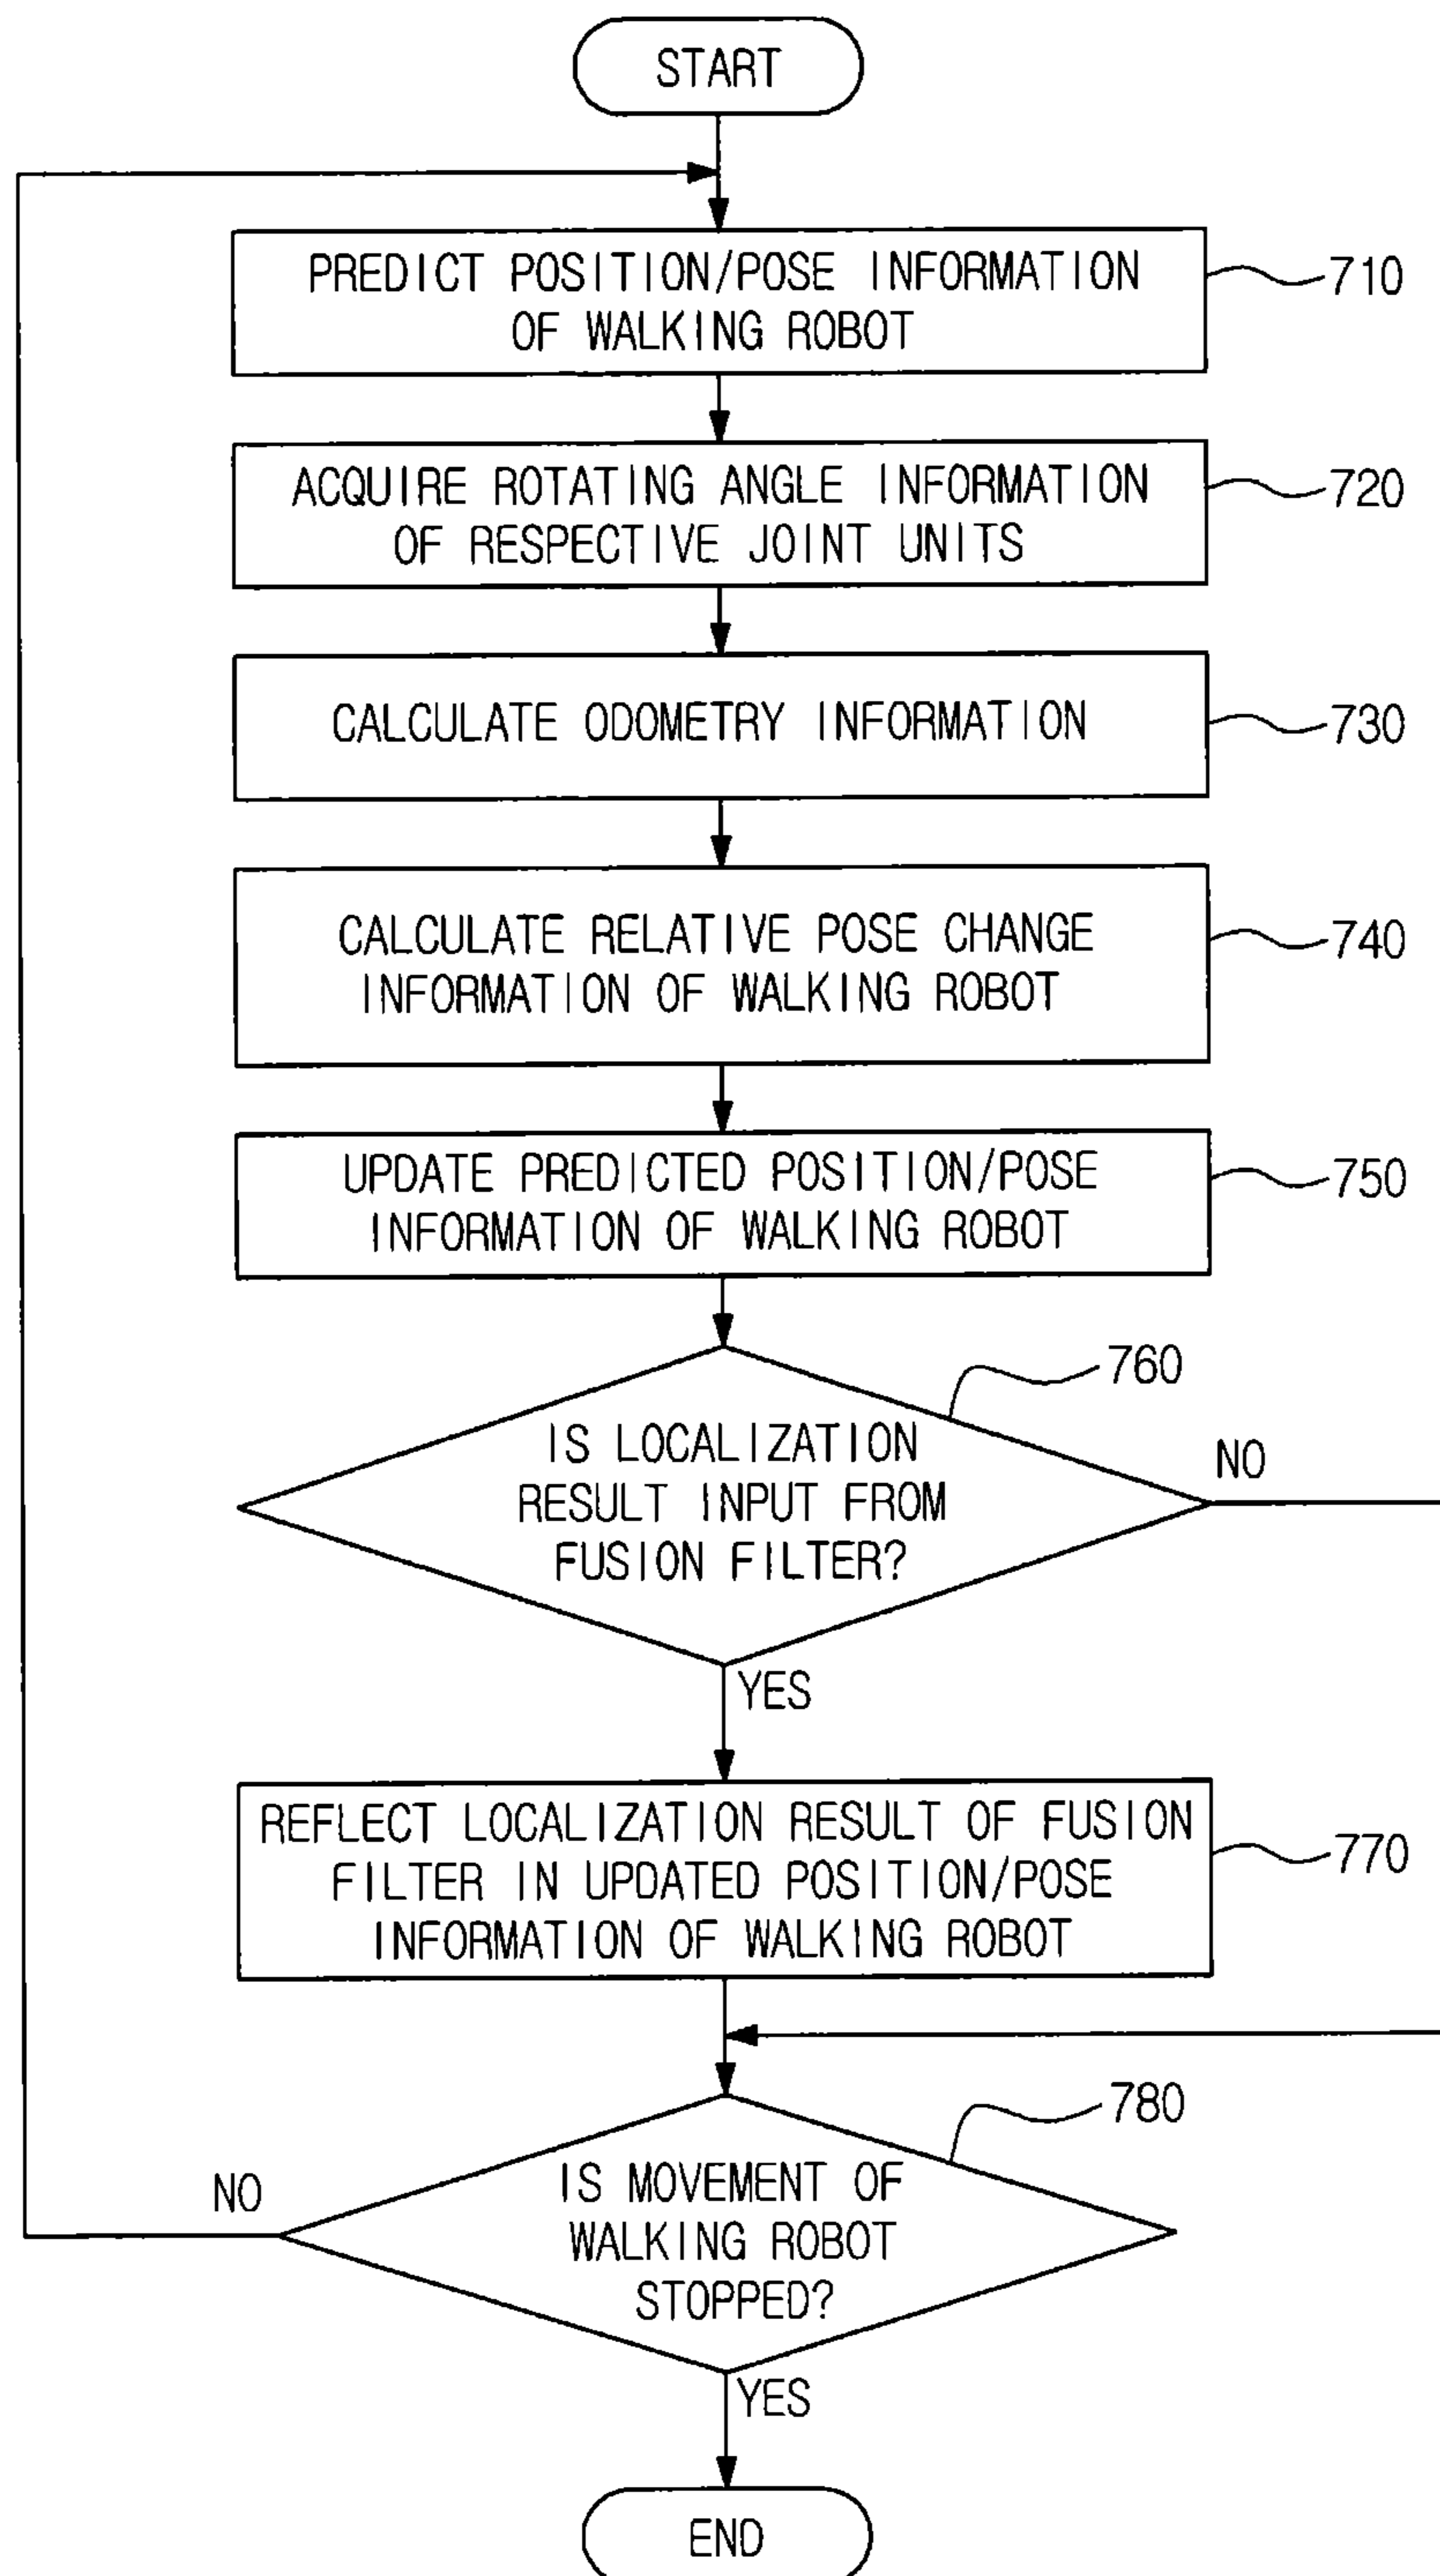 START
PREDICT POSITION/POSE INFORMATION
OF WALKING ROBOT
710
ACQUIRE ROTATING ANGLE INFORMATION
OF RESPECTIVE JOINT UNITS
720
CALCULATE ODOMETRY INFORMATION
730
CALCULATE RELATIVE POSE CHANGE
INFORMATION OF WALKING ROBOT
740
UPDATE PREDICTED POSITION/POSE
INFORMATION OF WALKING ROBOT
750
760
IS LOCALIZATION
RESULT INPUT FROM
FUSION FILTER?
NO
YES
REFLECT LOCALIZATION RESULT OF FUSION
FILTER IN UPDATED POSITION/POSE
INFORMATION OF WALKING ROBOT
770
780
IS MOVEMENT OF
WALKING ROBOT
STOPPED?
NO
YES
END